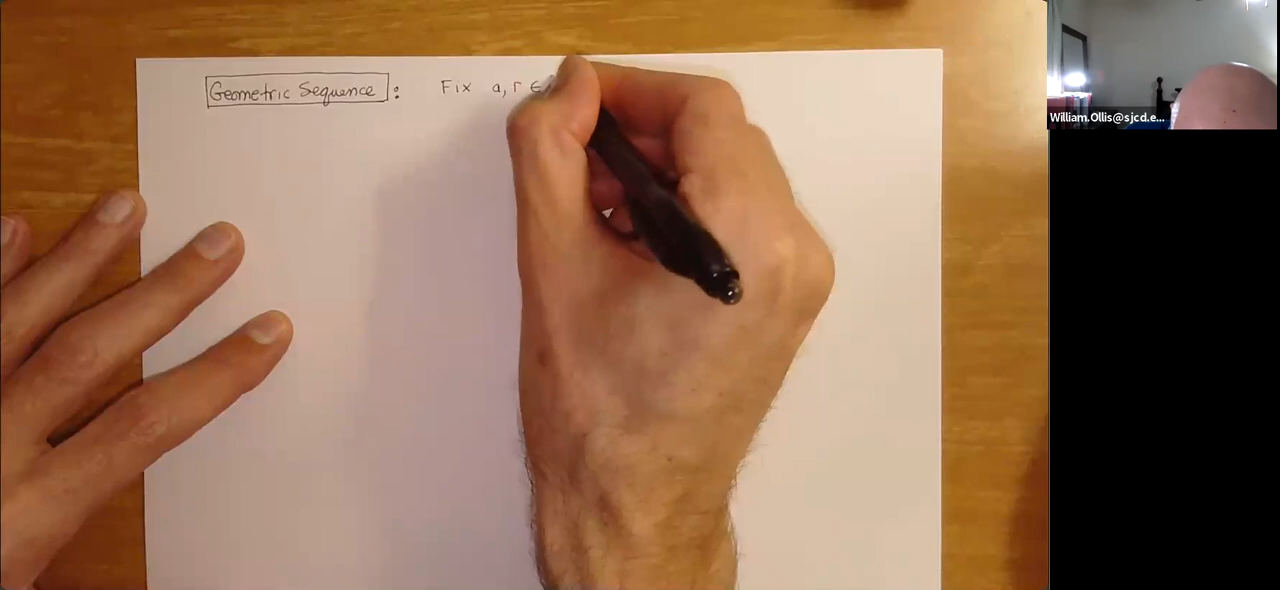 Geometric Sequence : Fix a, r ∈
William.Ollis@sjcd.e...